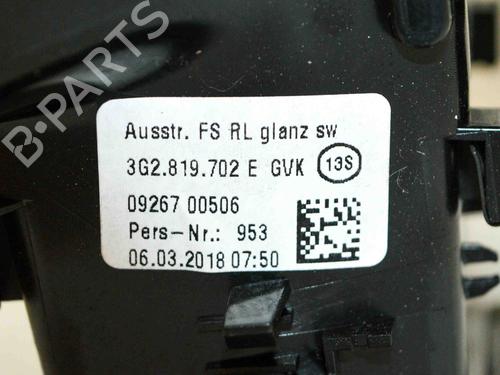 B-PARTS
Ausstr. FS RL glanz sw
3G2.819.702 E GVK 13S
09267 00506
Pers-Nr.: 953
06.03.2018 07:50